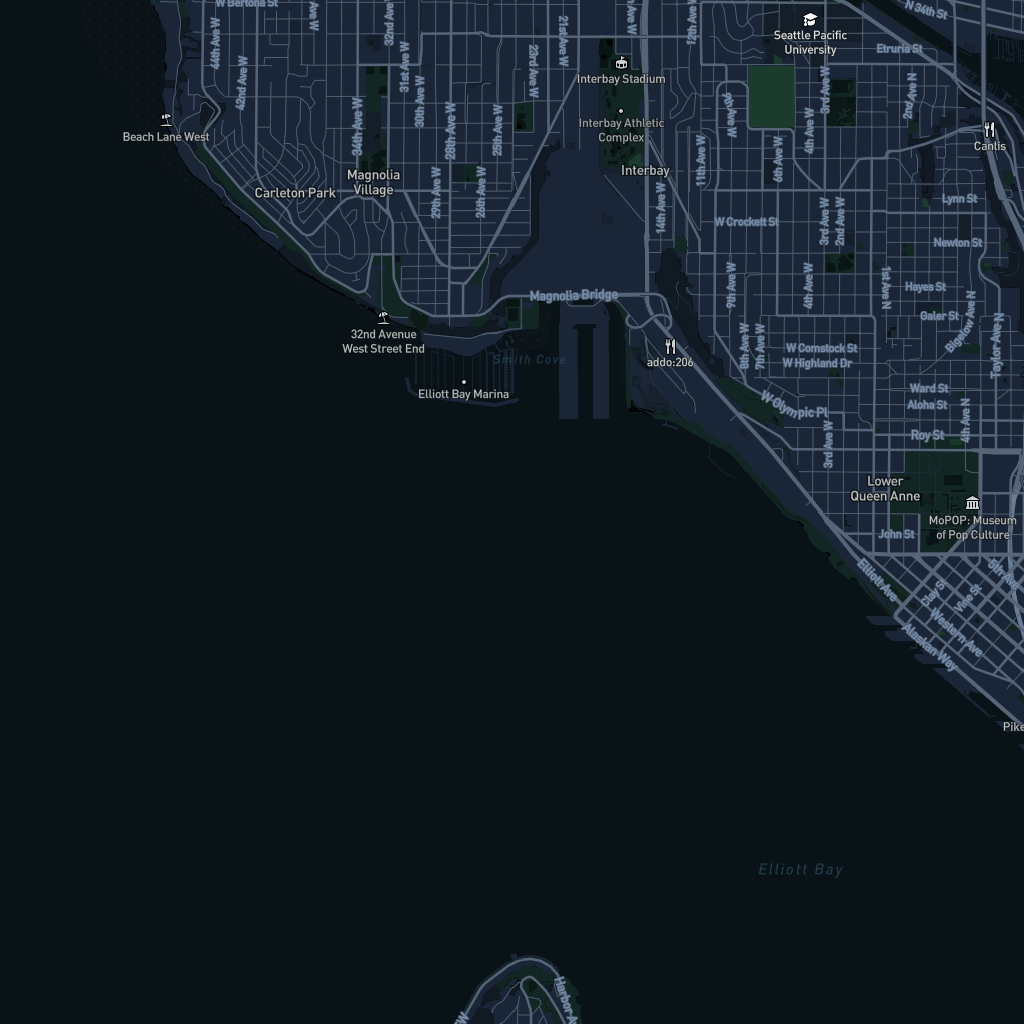 W Bertona St
44th Ave W
Ave W
32nd Ave
21st Ave W
Ave W
12th Ave W
N 34th St
Seattle Pacific
University
Etruria St
42nd Ave W
31st Ave W
30th Ave W
23rd Ave W
Interbay Stadium
3rd Ave W
2nd Ave N
Beach Lane West
34th Ave W
28th Ave W
25th Ave W
Interbay Athletic
Complex
9th Ave W
4th Ave W
Canlis
Magnolia
Village
Carleton Park
29th Ave W
26th Ave W
Interbay
14th Ave W
11th Ave W
6th Ave W
W Crockett St
3rd Ave W
2nd Ave W
Lynn St
Newton St
9th Ave W
4th Ave W
1st Ave N
Hayes St
Galer St
Bigelow Ave N
Taylor Ave N
Magnolia Bridge
32nd Avenue
West Street End
Smith Cove
addo:206
8th Ave W
7th Ave W
W Comstock St
W Highland Dr
Elliott Bay Marina
Ward St
Aloha St
W Olympic Pl
4th Ave N
Roy St
3rd Ave W
Lower
Queen Anne
MoPOP: Museum
of Pop Culture
John St
Elliott Ave
5th Ave
Clay St
Vine St
Western Ave
Alaskan Way
Pike
Elliott Bay
Harbor A